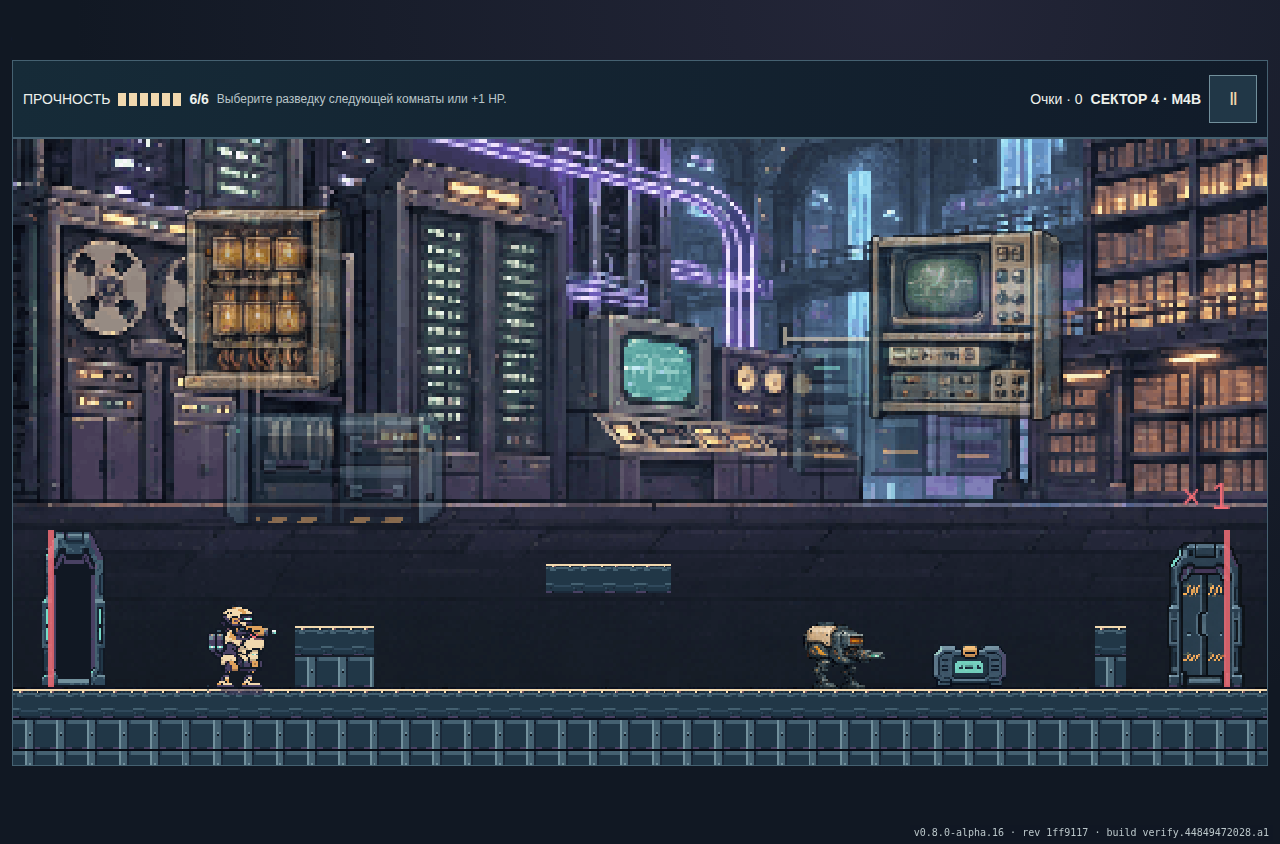 ПРОЧНОСТЬ 6/6 Выберите разведку следующей комнаты или +1 HP.
Очки · 0 СЕКТОР 4 · M4B II
× 1
v0.8.0-alpha.16 · rev 1ff9117 · build verify.44849472028.a1